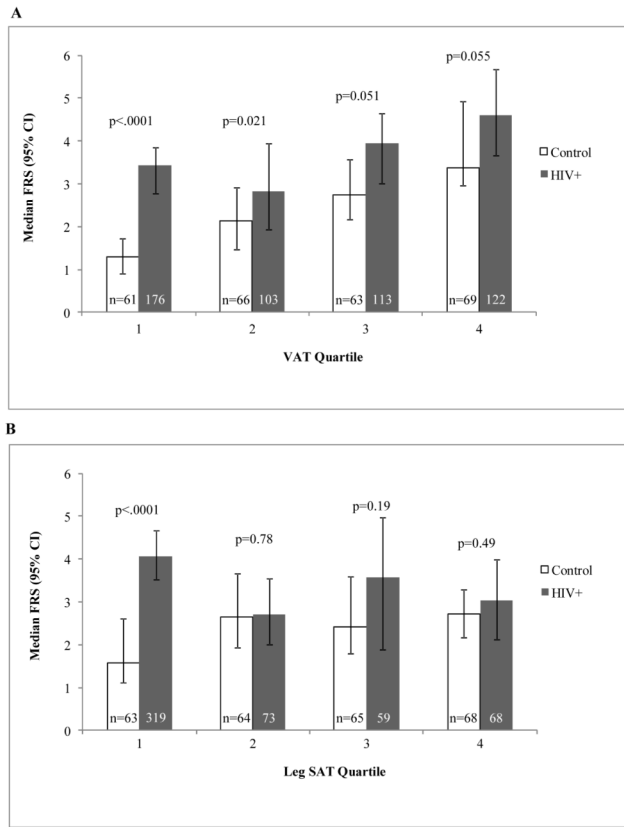 A
6
5
4
3
2
1
0
Median FRS (95% CI)
p<.0001
p=0.021
p=0.051
p=0.055
Control
HIV+
n=61 176
n=66 103
n=63 113
n=69 122
1 2 3 4
VAT Quartile
B
6
5
4
3
2
1
0
Median FRS (95% CI)
p<.0001
p=0.78
p=0.19
p=0.49
Control
HIV+
n=63 319
n=64 73
n=65 59
n=68 68
1 2 3 4
Leg SAT Quartile